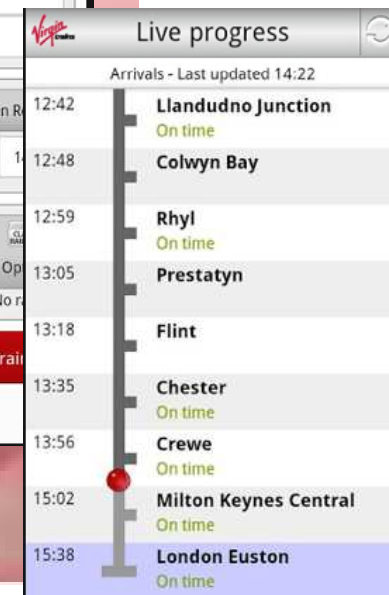 Virgin trains
Live progress
Arrivals - Last updated 14:22
12:42 Llandudno Junction
On time
12:48 Colwyn Bay
12:59 Rhyl
On time
13:05 Prestatyn
13:18 Flint
13:35 Chester
On time
13:56 Crewe
On time
15:02 Milton Keynes Central
On time
15:38 London Euston
On time